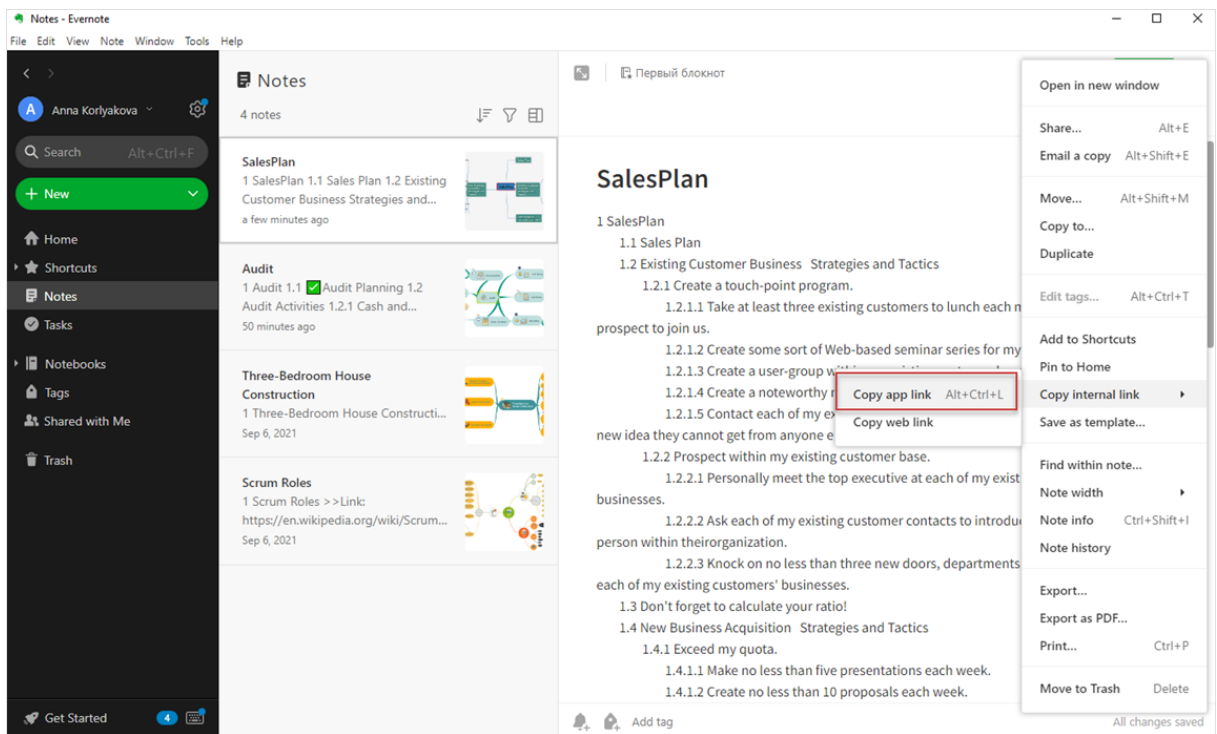 Notes - Evernote
File Edit View Note Window Tools Help
A Anna Korlyakova
Search Alt+Ctrl+F
New
Home
Shortcuts
Notes
Tasks
Notebooks
Tags
Shared with Me
Trash
Get Started 4
Notes
4 notes
SalesPlan
1 SalesPlan 1.1 Sales Plan 1.2 Existing
Customer Business Strategies and...
a few minutes ago
Audit
1 Audit 1.1 ✅Audit Planning 1.2
Audit Activities 1.2.1 Cash and...
50 minutes ago
Three-Bedroom House
Construction
1 Three-Bedroom House Constructi...
Sep 6, 2021
Scrum Roles
1 Scrum Roles >>Link:
https://en.wikipedia.org/wiki/Scrum...
Sep 6, 2021
Первый блокнот
SalesPlan
1 SalesPlan
1.1 Sales Plan
1.2 Existing Customer Business Strategies and Tactics
1.2.1 Create a touch-point program.
1.2.1.1 Take at least three existing customers to lunch each
prospect to join us.
1.2.1.2 Create some sort of Web-based seminar series for my
1.2.1.3 Create a user-group
1.2.1.4 Create a noteworthy
1.2.1.5 Contact each of my
new idea they cannot get from anyone
1.2.2 Prospect within my existing customer base.
1.2.2.1 Personally meet the top executive at each of my exist
businesses.
1.2.2.2 Ask each of my existing customer contacts to introdu
person within theirorganization.
1.2.2.3 Knock on no less than three new doors, departments
each of my existing customers' businesses.
1.3 Don't forget to calculate your ratio!
1.4 New Business Acquisition Strategies and Tactics
1.4.1 Exceed my quota.
1.4.1.1 Make no less than five presentations each week.
1.4.1.2 Create no less than 10 proposals each week.
Add tag
All changes saved
Copy app link Alt+Ctrl+L
Copy web link
Open in new window
Share... Alt+E
Email a copy Alt+Shift+E
Move... Alt+Shift+M
Copy to...
Duplicate
Edit tags... Alt+Ctrl+T
Add to Shortcuts
Pin to Home
Copy internal link
Save as template...
Find within note...
Note width
Note info Ctrl+Shift+I
Note history
Export...
Export as PDF...
Print... Ctrl+P
Move to Trash Delete